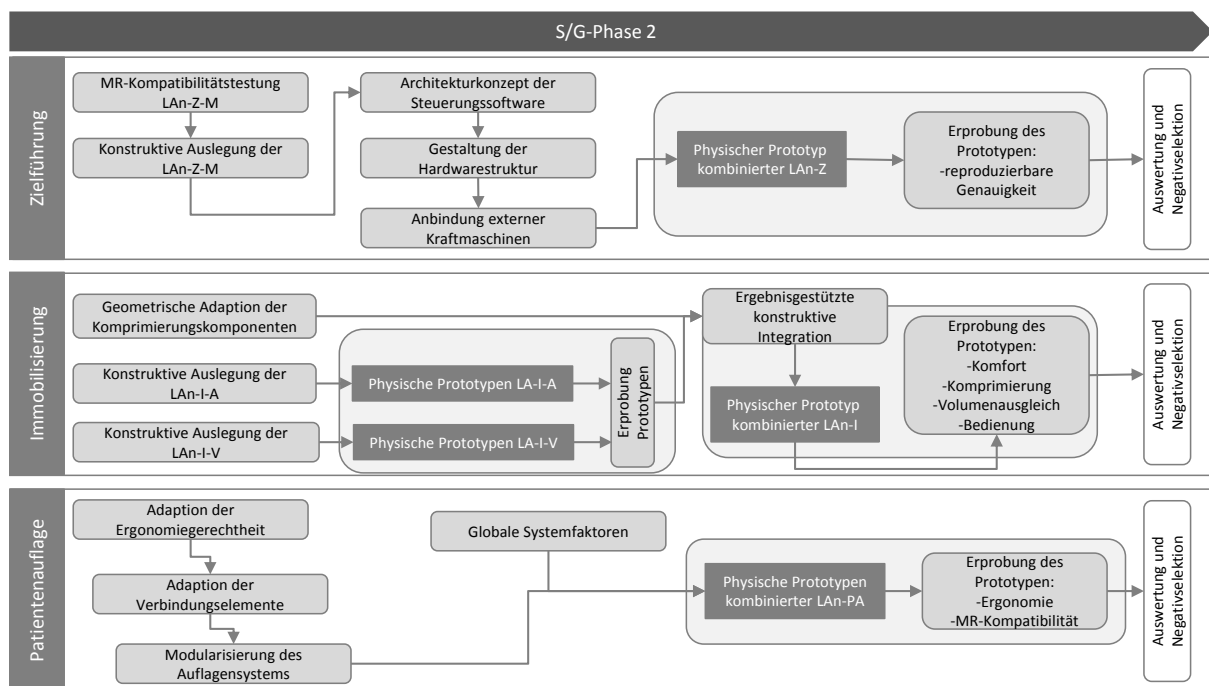 S/G-Phase 2
Zielführung
MR-Kompatibilitätstestung
LAn-Z-M
Konstruktive Auslegung der
LAn-Z-M
Architekturkonzept der
Steuerungssoftware
Gestaltung der
Hardwarestruktur
Anbindung externer
Kraftmaschinen
Physischer Prototyp
kombinierter LAn-Z
Erprobung des
Prototypen:
-reproduzierbare
Genauigkeit
Auswertung und
Negativselektion
Immobilisierung
Geometrische Adaption der
Komprimierungskomponenten
Konstruktive Auslegung der
LAn-I-A
Konstruktive Auslegung der
LAn-I-V
Physische Prototypen LA-I-A
Physische Prototypen LA-I-V
Erprobung
Prototypen
Ergebnisgestützte
konstruktive
Integration
Physischer Prototyp
kombinierter LAn-I
Erprobung des
Prototypen:
-Komfort
-Komprimierung
-Volumenausgleich
-Bedienung
Auswertung und
Negativselektion
Patientenauflage
Adaption der
Ergonomiegerechtheit
Adaption der
Verbindungselemente
Modularisierung des
Auflagensystems
Globale Systemfaktoren
Physische Prototypen
kombinierter LAn-PA
Erprobung des
Prototypen:
-Ergonomie
-MR-Kompatibilität
Auswertung und
Negativselektion